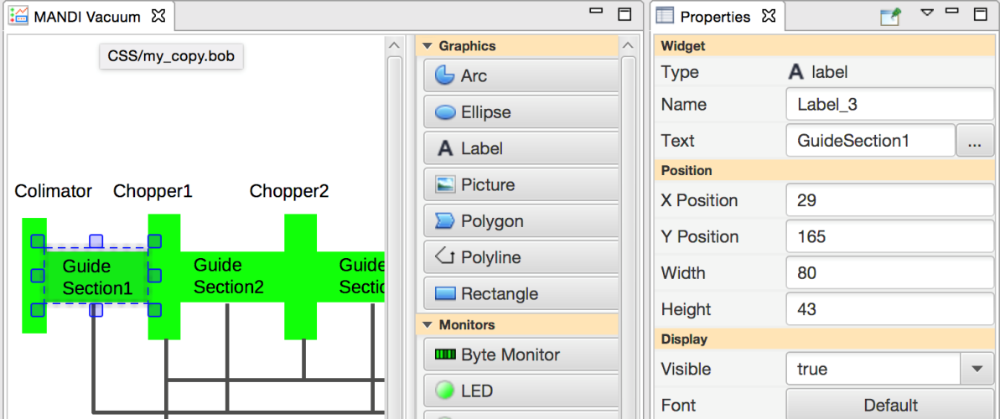 MANDI Vacuum
CSS/my_copy.bob
Colimator Chopper1 Chopper2
Guide
Section1
Guide
Section2
Guide
Sectio
Graphics
Arc
Ellipse
Label
Picture
Polygon
Polyline
Rectangle
Monitors
Byte Monitor
LED
Properties
Widget
Type A label
Name Label_3
Text GuideSection1 ...
Position
X Position 29
Y Position 165
Width 80
Height 43
Display
Visible true
Font Default